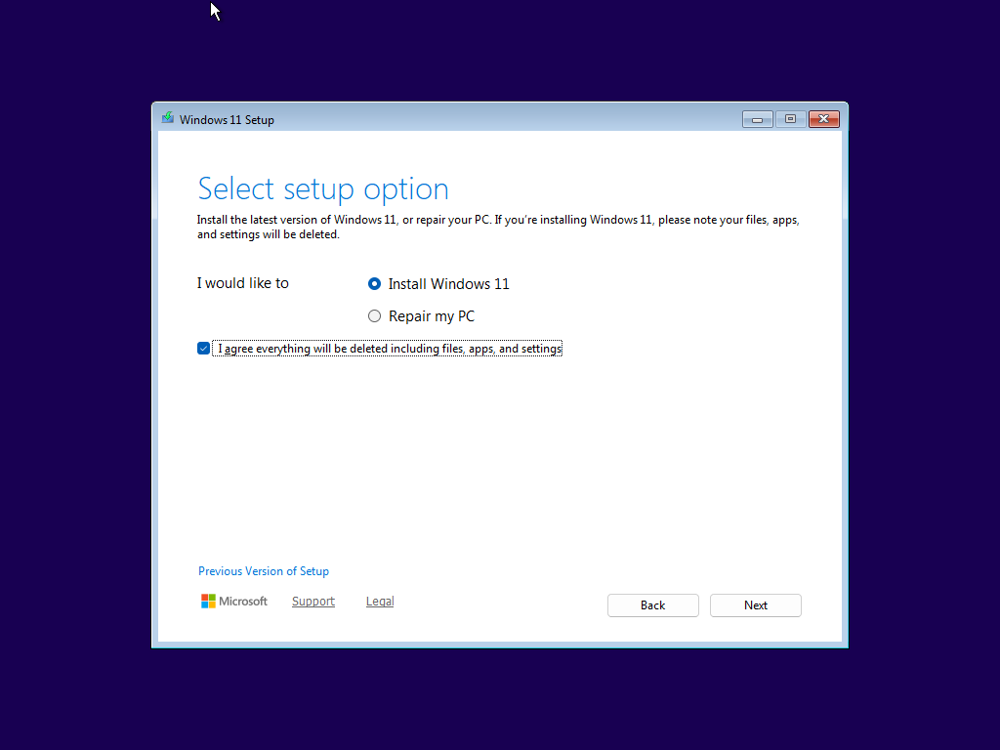 Windows 11 Setup
Select setup option
Install the latest version of Windows 11, or repair your PC. If you're installing Windows 11, please note your files, apps,
and settings will be deleted.
I would like to
Install Windows 11
Repair my PC
I agree everything will be deleted including files, apps, and settings
Previous Version of Setup
Microsoft
Support
Legal
Back
Next